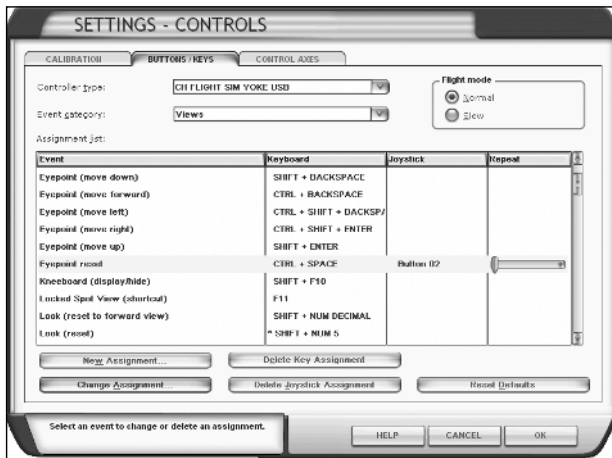 SETTINGS - CONTROLS
CALIBRATION BUTTONS / KEYS CONTROL AXES
Controller type: CH FLIGHT SIM YOKE USB
Flight mode
Normal
Slew
Event category: Views
Assignment list:
Event Keyboard Joystick Repeat
Eyepoint (move down) SHIFT + BACKSPACE
Eyepoint (move forward) CTRL + BACKSPACE
Eyepoint (move left) CTRL + SHIFT + BACKSPA
Eyepoint (move right) CTRL + SHIFT + ENTER
Eyepoint (move up) SHIFT + ENTER
Eyepoint reset CTRL + SPACE Button 02
Kneeboard (display/hide) SHIFT + F10
Locked Spot View (shortcut) F11
Look (reset to forward view) SHIFT + NUM DECIMAL
Look (reset) ^ SHIFT + NUM 5
New Assignment... Delete Key Assignment
Change Assignment... Delete Joystick Assignment Reset Defaults
Select an event to change or delete an assignment.
HELP CANCEL OK